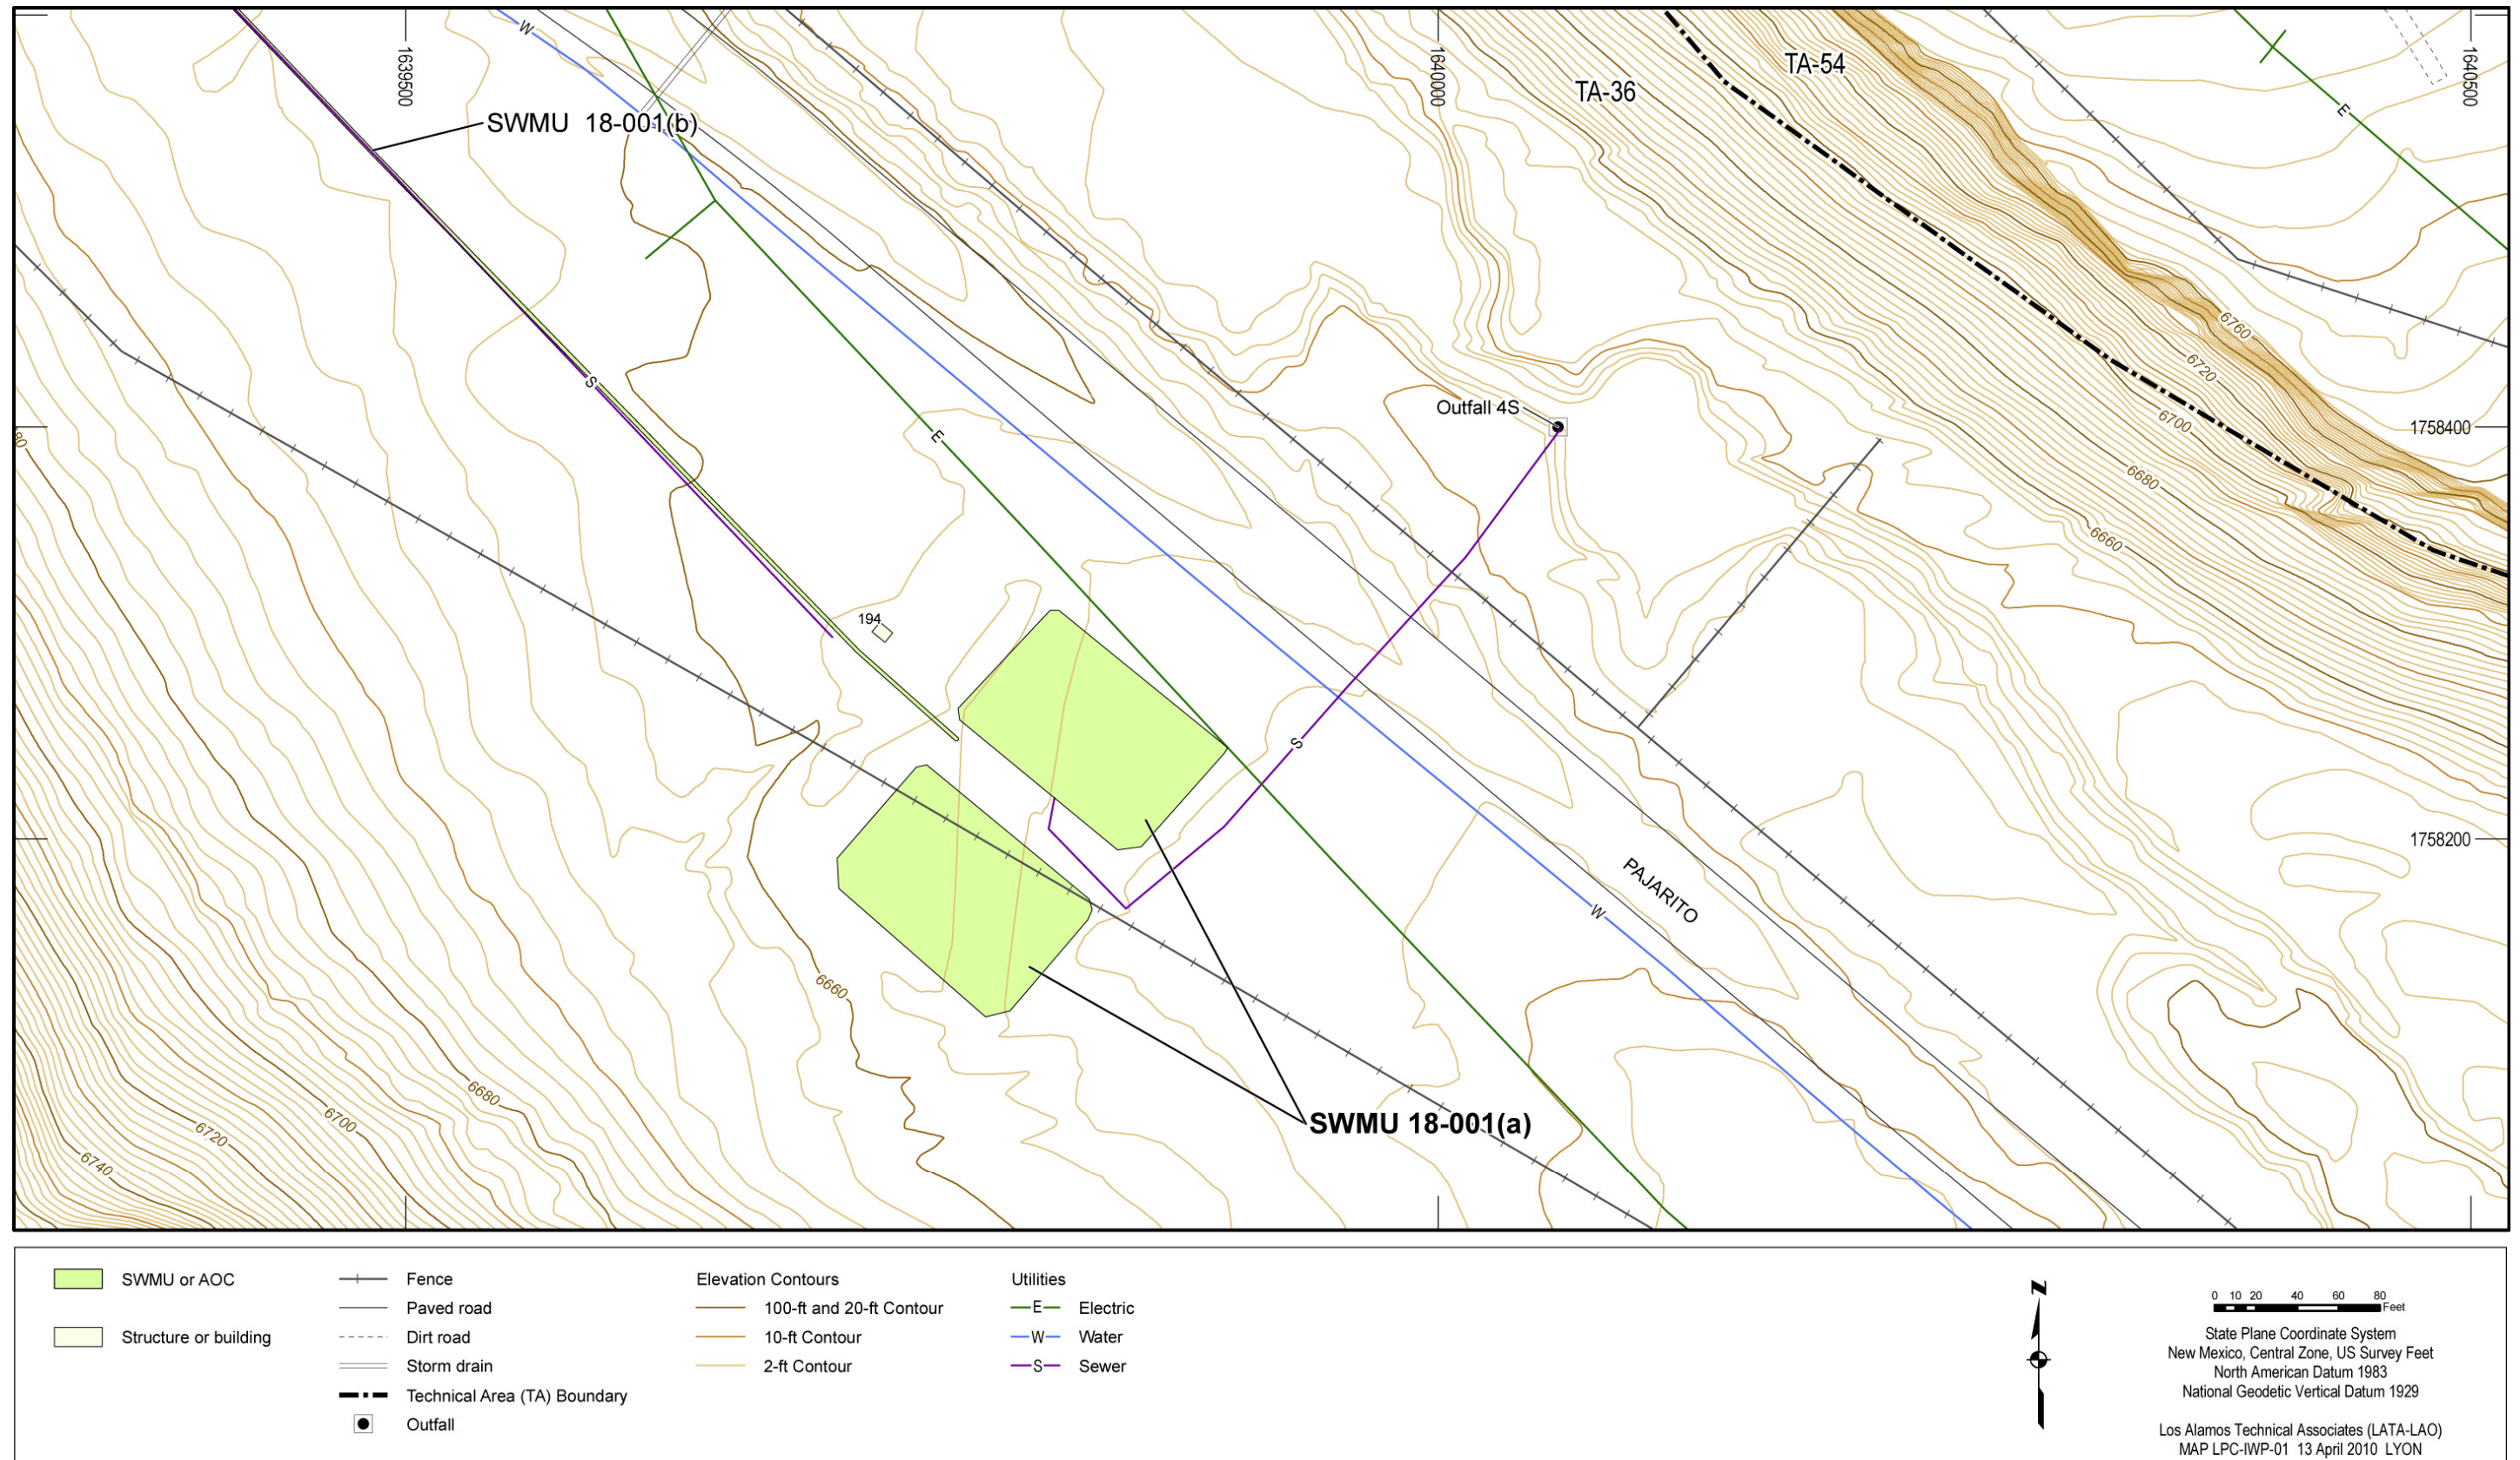 W
1639500
1640000
1640500
TA-54
TA-36
E
SWMU 18-001(b)
6760
6720
S
Outfall 4S
6700
1758400
80
E
6680
6660
194
S
1758200
PAJARITO
W
6660
6680
6700
SWMU 18-001(a)
6720
6740
SWMU or AOC
Structure or building
Fence
Paved road
Dirt road
Storm drain
Technical Area (TA) Boundary
Outfall
Elevation Contours
100-ft and 20-ft Contour
10-ft Contour
2-ft Contour
Utilities
E Electric
W Water
S Sewer
N
0 10 20 40 60 80
Feet
State Plane Coordinate System
New Mexico, Central Zone, US Survey Feet
North American Datum 1983
National Geodetic Vertical Datum 1929
Los Alamos Technical Associates (LATA-LAO)
MAP LPC-IWP-01 13 April 2010 LYON